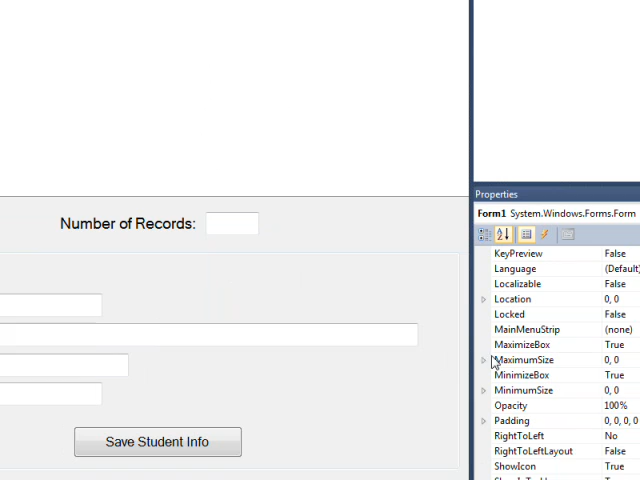 Properties
Form1 System.Windows.Forms.Form
Number of Records:
KeyPreview False
Language (Default)
Localizable False
Location 0, 0
Locked False
MainMenuStrip (none)
MaximizeBox True
MaximumSize 0, 0
MinimizeBox True
MinimumSize 0, 0
Opacity 100%
Padding 0, 0, 0, 0
RightToLeft No
Save Student Info
RightToLeftLayout False
ShowIcon True